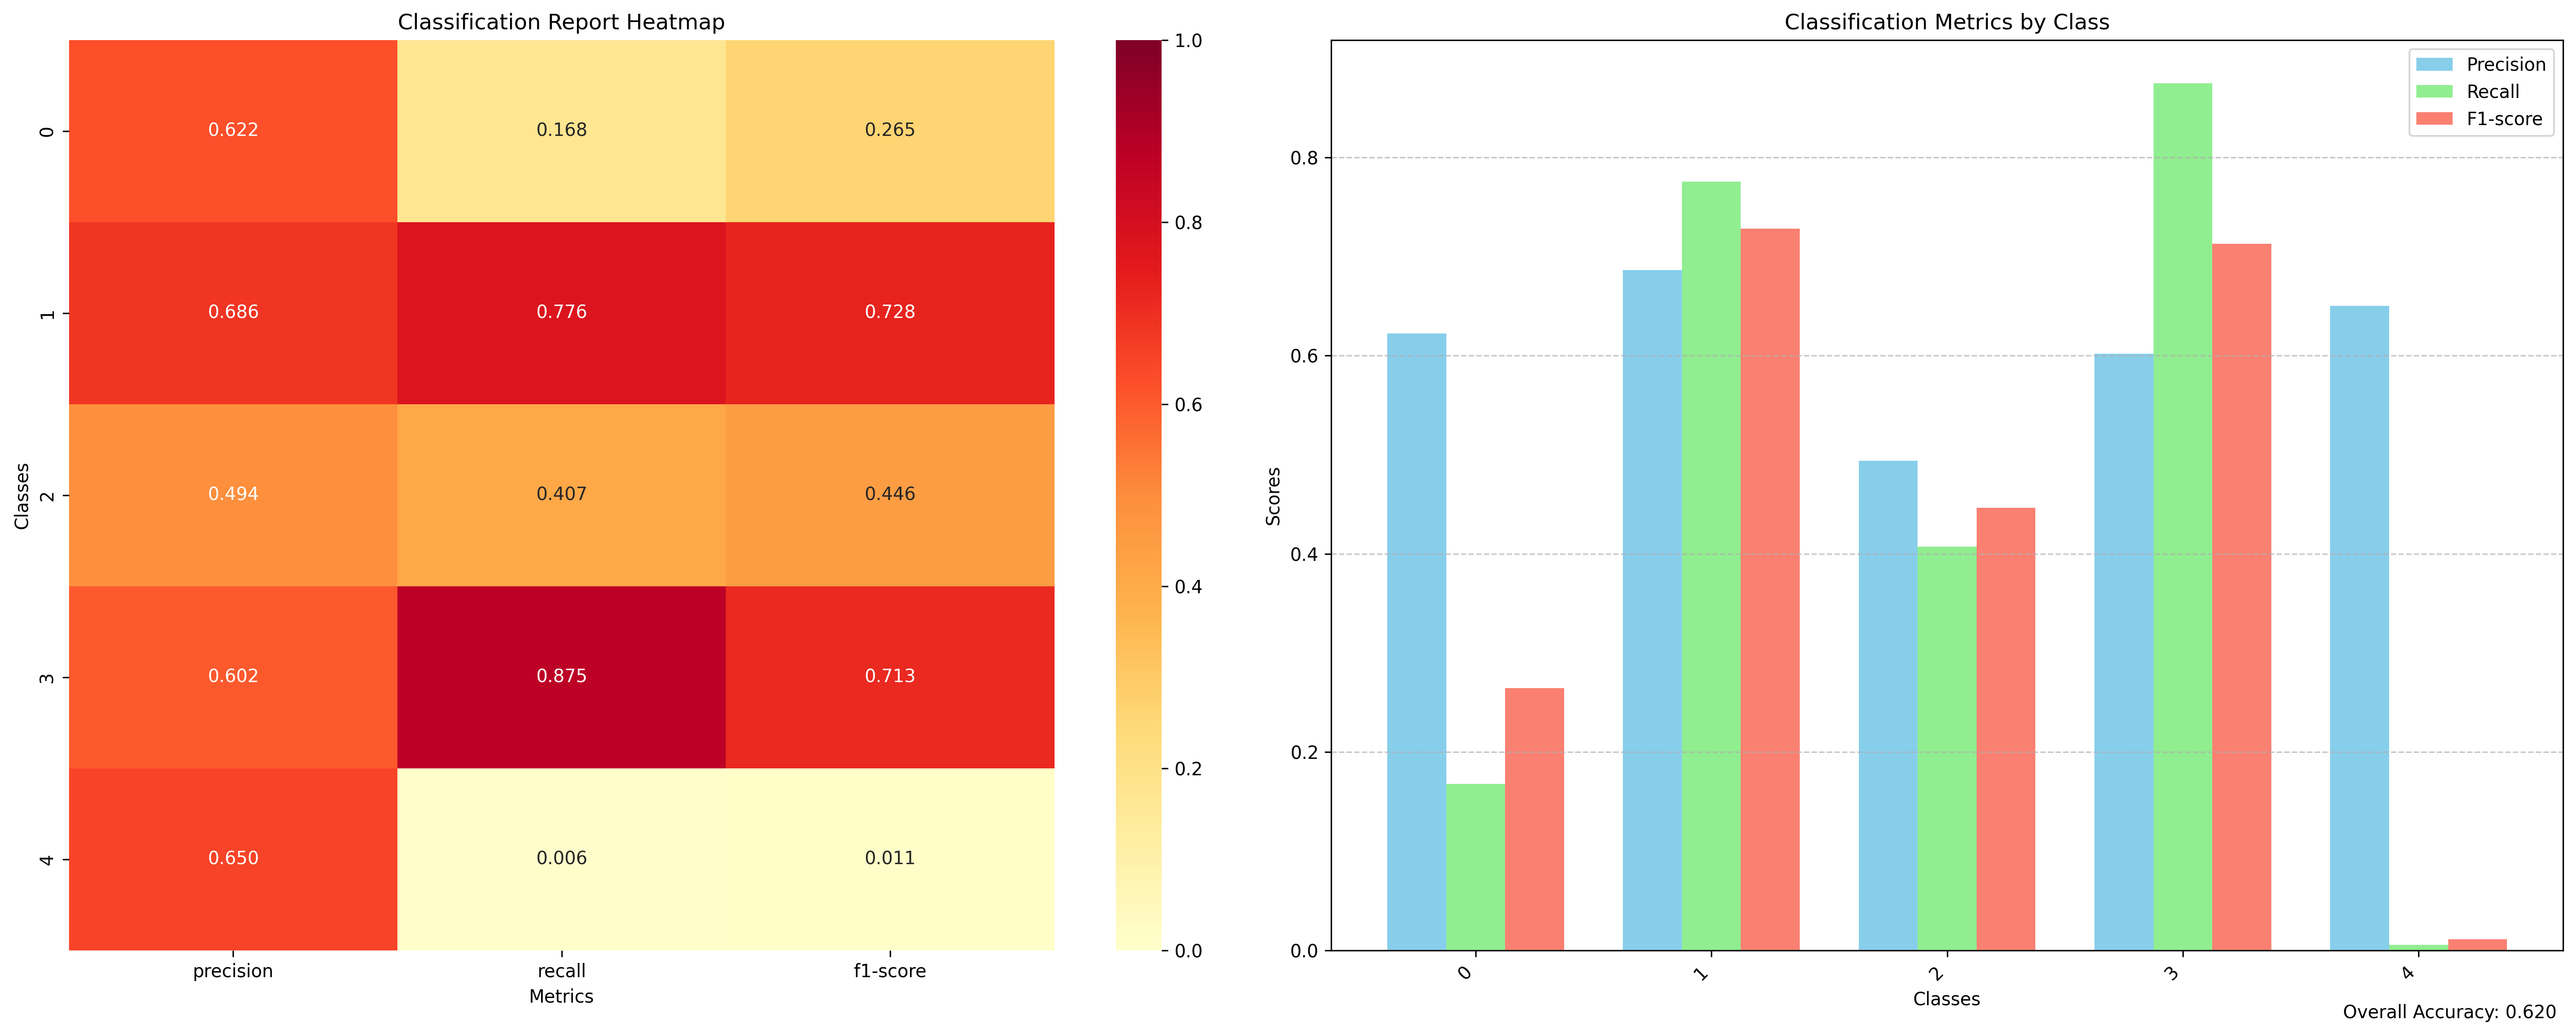 Classification Report Heatmap
Classes
0
1
2
3
4
0.622 0.168 0.265
0.686 0.776 0.728
0.494 0.407 0.446
0.602 0.875 0.713
0.650 0.006 0.011
precision recall f1-score
Metrics
1.0
0.8
0.6
0.4
0.2
0.0
Classification Metrics by Class
Precision
Recall
F1-score
Scores
0.8
0.6
0.4
0.2
0.0
0 1 2 3 4
Classes
Overall Accuracy: 0.620